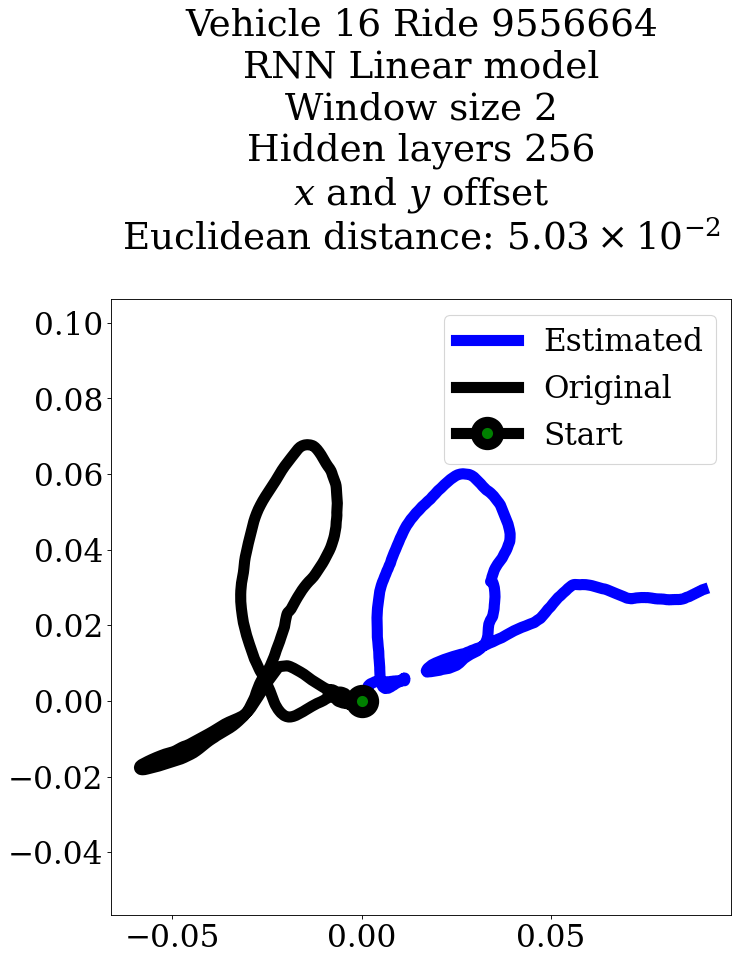 Vehicle 16 Ride 9556664
RNN Linear model
Window size 2
Hidden layers 256
x and y offset
Euclidean distance: 5.03 × 10⁻²
Estimated
Original
Start
0.10
0.08
0.06
0.04
0.02
0.00
−0.02
−0.04
−0.05 0.00 0.05